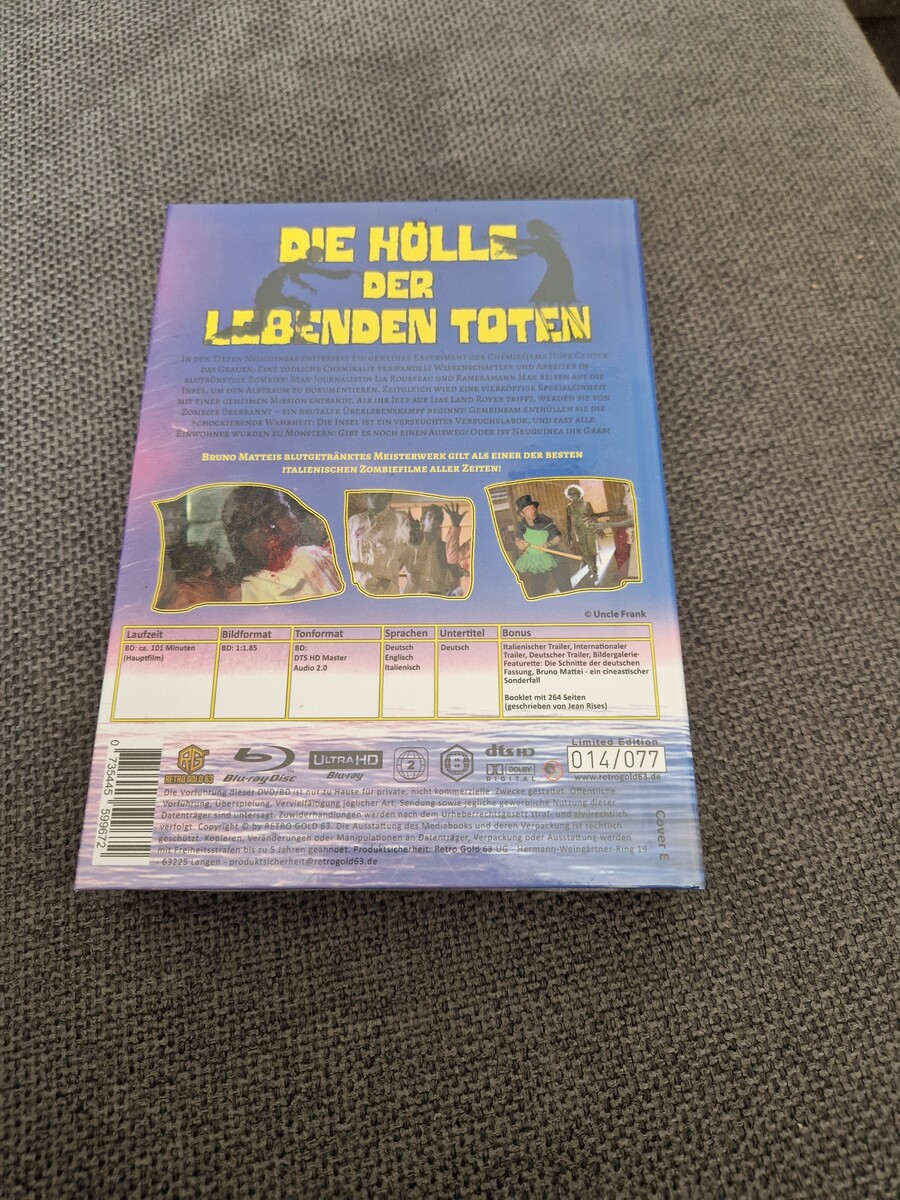 DIE HÖLLE
DER
LEBENDEN TOTEN
In den Tiefen Neuguineas entfesselt ein geheimes Experiment der Chemiefirma Hope Center
das Grauen: Eine tödliche Chemikalie verwandelt Wissenschaftler und Arbeiter in
blutrünstige Zombies! Star-Journalistin Lia Rousseau und Kameramann Max reisen auf die
Insel, um den Albtraum zu dokumentieren. Zeitgleich wird eine vierköpfige Spezialeinheit
mit einer geheimen Mission entsandt. Als ihr Jeep auf Lias Land Rover trifft, werden sie von
Zombies überrannt – ein brutaler Überlebenskampf beginnt! Gemeinsam enthüllen sie die
schockierende Wahrheit: Die Insel ist ein verseuchtes Versuchslabor, und fast alle
Einwohner wurden zu Monstern! Gibt es noch einen Ausweg? Oder ist Neuguinea ihr Grab?
Bruno Matteis blutgetränktes Meisterwerk gilt als einer der besten
italienischen Zombiefilme aller Zeiten!
© Uncle Frank
Laufzeit Bildformat Tonformat Sprachen Untertitel Bonus
BD: ca. 101 Minuten
(Hauptfilm)
BD: 1:1.85
BD:
DTS HD Master
Audio 2.0
Deutsch
Englisch
Italienisch
Deutsch
Italienischer Trailer, Internationaler
Trailer, Deutscher Trailer, Bildergalerie-
Featurette: Die Schnitte der deutschen
Fassung, Bruno Mattei - ein cineastischer
Sonderfall
Booklet mit 264 Seiten
(geschrieben von Jean Rises)
0 735445 599672
RG
RETRO GOLD 63
Blu-ray Disc
ULTRA HD
Blu-ray
2
B
dts HD
DOLBY
DIGITAL
Limited Edition
014/077
www.retrogold63.de
Die Vorführung dieser DVD/BD ist nur zu Hause für private, nicht kommerzielle Zwecke gestattet. Öffentliche
Vorführung, Überspielung, Vervielfältigung jeglicher Art, Sendung sowie jegliche gewerbliche Nutzung dieser
Datenträger sind untersagt. Zuwiderhandlungen werden nach dem Urheberrechtsgesetz straf- und zivilrechtlich
verfolgt. Copyright © by RETRO GOLD 63. Die Ausstattung des Mediabooks und deren Verpackung ist rechtlich
geschützt. Kopieren, Veränderungen oder Manipulationen an Datenträger, Verpackung oder Ausstattung werden
mit Freiheitsstrafen bis zu 5 Jahren geahndet. Produktsicherheit: Retro Gold 63 UG - Hermann-Weingärtner-Ring 19
- 63225 Langen - produktsicherheit@retrogold63.de
Cover E